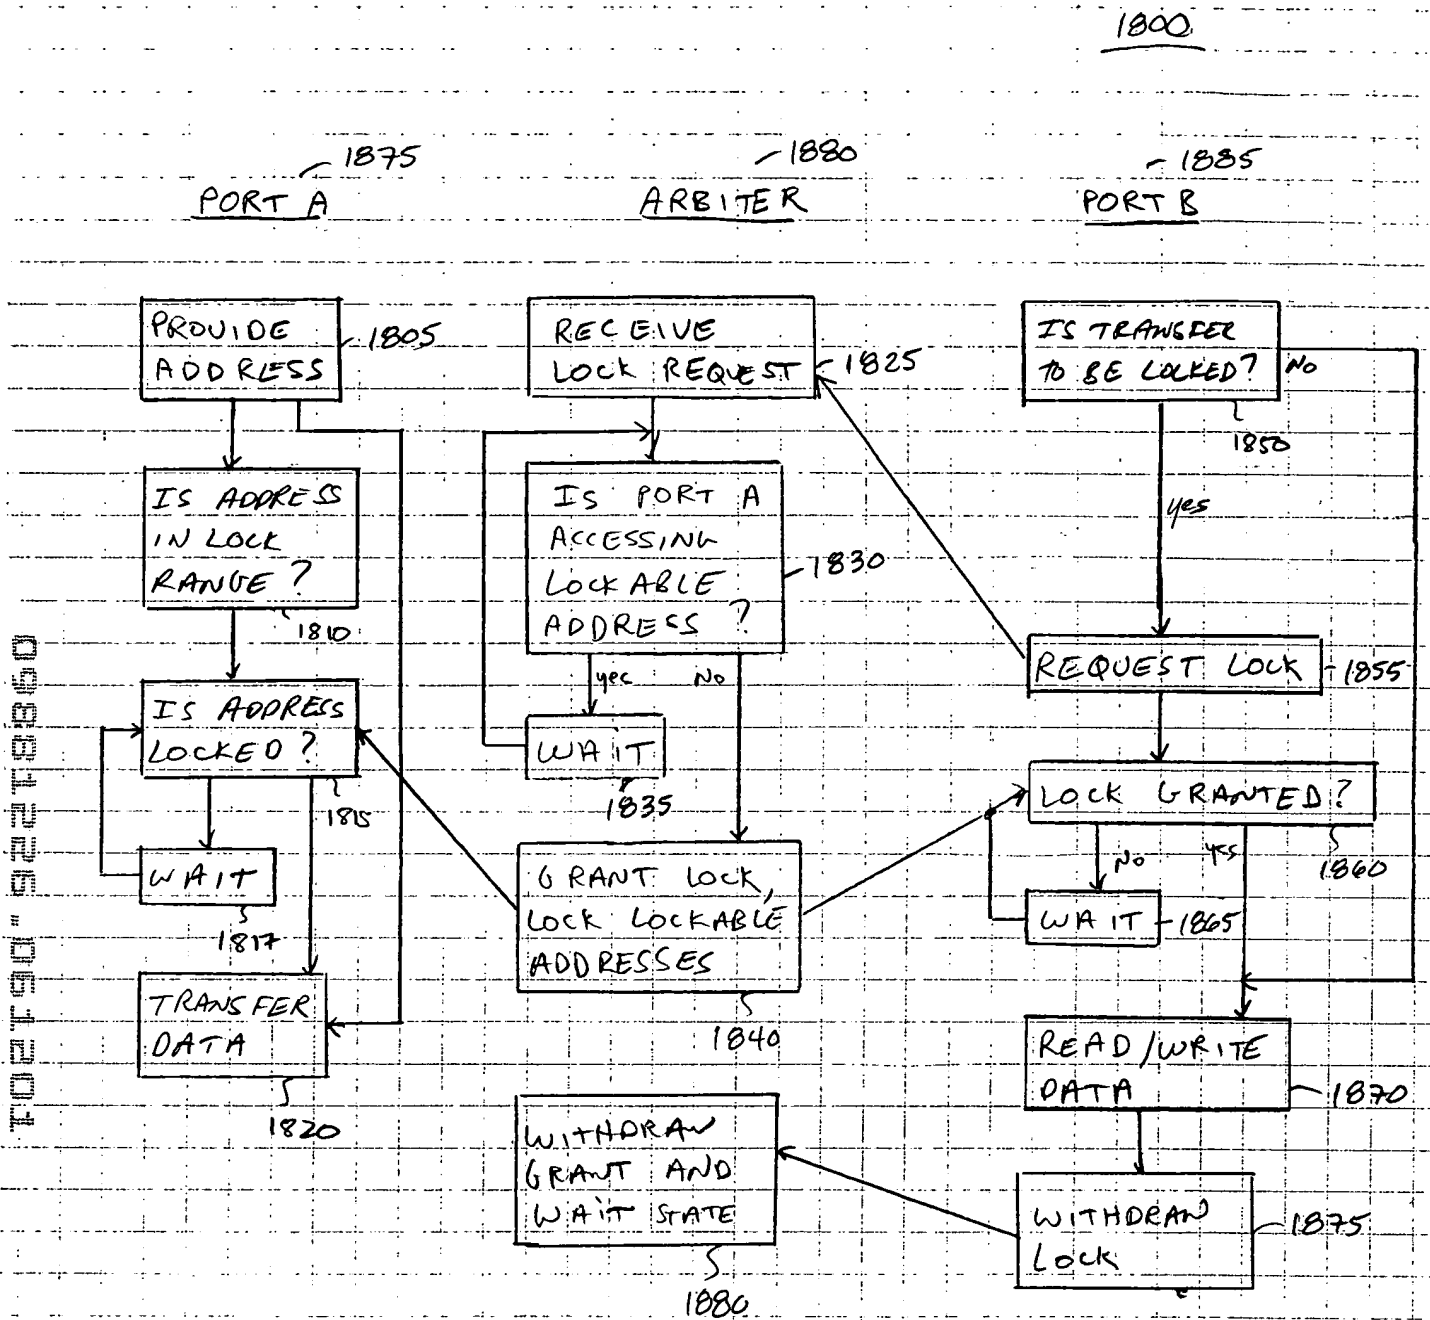 1800
1875
PORT A
1880
ARBITER
1885
PORT B
PROVIDE
ADDRESS
1805
IS ADDRESS
IN LOCK
RANGE?
1810
IS ADDRESS
LOCKED?
1815
WAIT
1817
TRANSFER
DATA
1820
RECEIVE
LOCK REQUEST
1825
IS PORT A
ACCESSING
LOCKABLE
ADDRESS?
1830
yes
No
WAIT
1835
GRANT LOCK,
LOCK LOCKABLE
ADDRESSES
1840
WITHDRAW
GRANT AND
WAIT STATE
1880
IS TRANSFER
TO BE LOCKED?
No
1850
yes
REQUEST LOCK
1855
LOCK GRANTED?
1860
No
yes
WAIT
1865
READ/WRITE
DATA
1870
WITHDRAW
LOCK
1875
09881226.061201